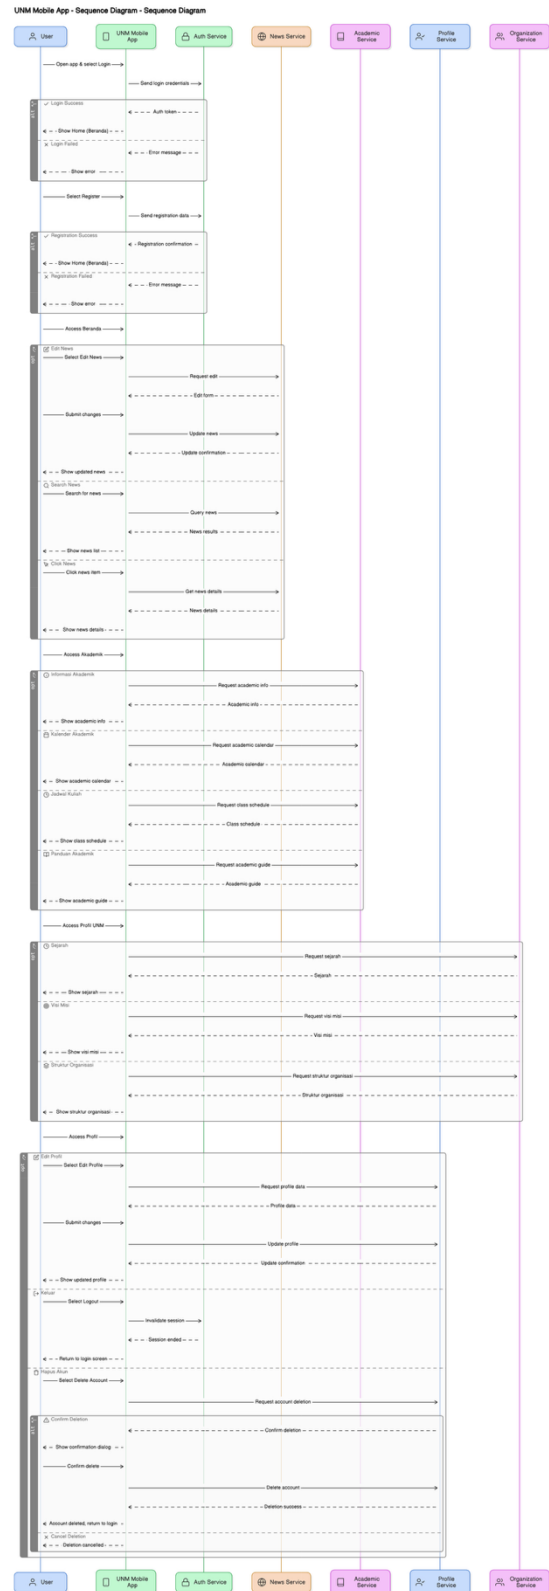 UNM Mobile App - Sequence Diagram - Sequence Diagram
User
UNM Mobile App
Auth Service
News Service
Academic Service
Profile Service
Organization Service
Open app & select Login
Send login credentials
alt
Login Success
Auth token
Show Home (Beranda)
Login Failed
Error message
Show error
Select Register
Send registration data
alt
Registration Success
Registration confirmation
Show Home (Beranda)
Registration Failed
Error message
Show error
Access Beranda
opt
Edit News
Select Edit News
Request edit
Edit form
Submit changes
Update news
Update confirmation
Show updated news
Search News
Search for news
Query news
News results
Show news list
Click News
Click news item
Get news details
News details
Show news details
Access Akademik
opt
Informasi Akademik
Request academic info
Academic info
Show academic info
Kalender Akademik
Request academic calendar
Academic calendar
Show academic calendar
Jadwal Kuliah
Request class schedule
Class schedule
Show class schedule
Panduan Akademik
Request academic guide
Academic guide
Show academic guide
Access Profil UNM
opt
Sejarah
Request sejarah
Sejarah
Show sejarah
Visi Misi
Request visi misi
Visi misi
Show visi misi
Struktur Organisasi
Request struktur organisasi
Struktur organisasi
Show struktur organisasi
Access Profil
opt
Edit Profil
Select Edit Profile
Request profile data
Profile data
Submit changes
Update profile
Update confirmation
Show updated profile
Keluar
Select Logout
Invalidate session
Session ended
Return to login screen
Hapus Akun
Select Delete Account
Request account deletion
alt
Confirm Deletion
Confirm deletion
Show confirmation dialog
Confirm delete
Delete account
Deletion success
Account deleted, return to login
Cancel Deletion
Deletion cancelled
User
UNM Mobile App
Auth Service
News Service
Academic Service
Profile Service
Organization Service